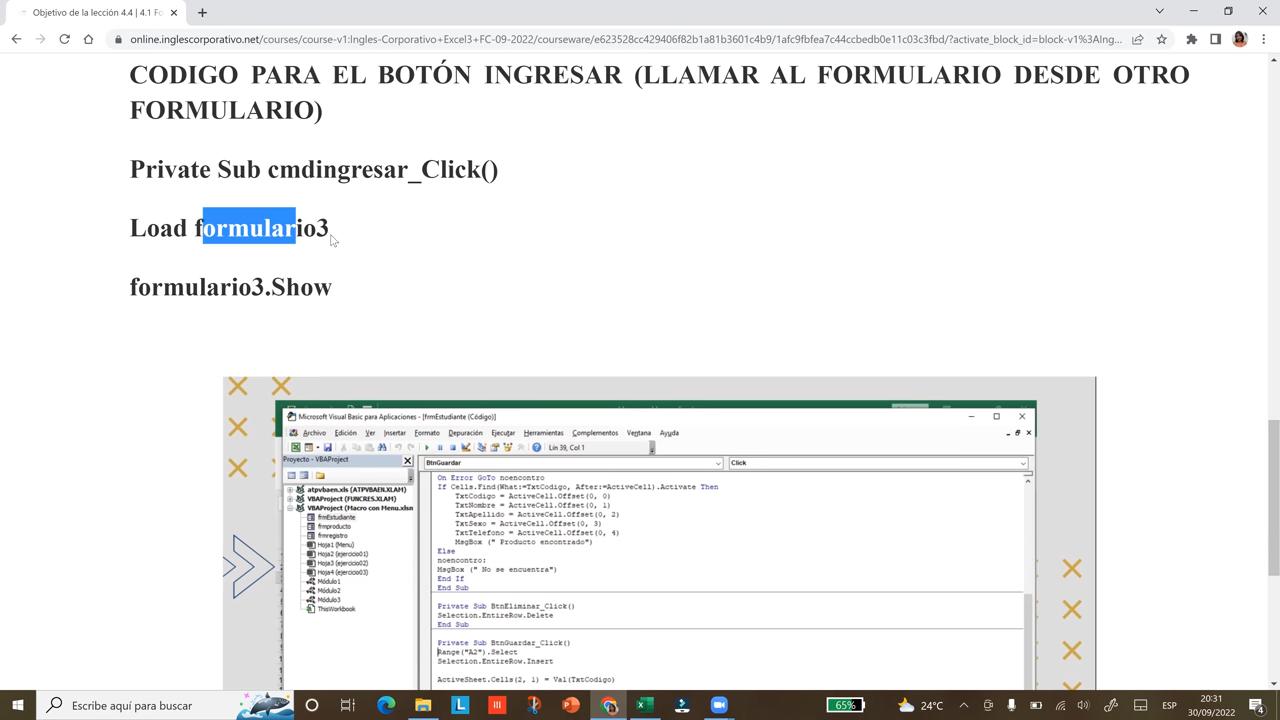 Objetivo de la lección 4.4 | 4.1 Fo
online.inglescorporativo.net/courses/course-v1:Ingles-Corporativo+Excel3+FC-09-2022/courseware/e623528cc429406f82b1a81b3601c4b9/1afc9fbfea7c44ccbedb0e11c03c3fbd/?activate_block_id=block-v1%3AIng...
CODIGO PARA EL BOTÓN INGRESAR (LLAMAR AL FORMULARIO DESDE OTRO
FORMULARIO)
Private Sub cmdingresar_Click()
Load formulario3
formulario3.Show
Microsoft Visual Basic para Aplicaciones - [frmEstudiante (Código)]
Archivo Edición Ver Insertar Formato Depuración Ejecutar Herramientas Complementos Ventana Ayuda
Lín 39, Col 1
Proyecto - VBAProject
BtnGuardar Click
atpvbaen.xls (ATPVBAEN.XLAM)
VBAProject (FUNCRES.XLAM)
VBAProject (Macro con Menu.xlsn
frmEstudiante
frmproducto
frmregistro
Hoja1 (Menu)
Hoja2 (ejercicio01)
Hoja3 (ejercicio02)
Hoja4 (ejercicio03)
Módulo1
Módulo2
Módulo3
ThisWorkbook
On Error GoTo noencontro
If Cells.Find(What:=TxtCodigo, After:=ActiveCell).Activate Then
TxtCodigo = ActiveCell.Offset(0, 0)
TxtNombre = ActiveCell.Offset(0, 1)
TxtApellido = ActiveCell.Offset(0, 2)
TxtSexo = ActiveCell.Offset(0, 3)
TxtTelefono = ActiveCell.Offset(0, 4)
MsgBox (" Producto encontrado")
Else
noencontro:
MsgBox (" No se encuentra")
End If
End Sub
Private Sub BtnEliminar_Click()
Selection.EntireRow.Delete
End Sub
Private Sub BtnGuardar_Click()
Range("A2").Select
Selection.EntireRow.Insert
ActiveSheet.Cells(2, 1) = Val(TxtCodigo)
Escribe aquí para buscar
65%
24°C
ESP
20:31
30/09/2022
4